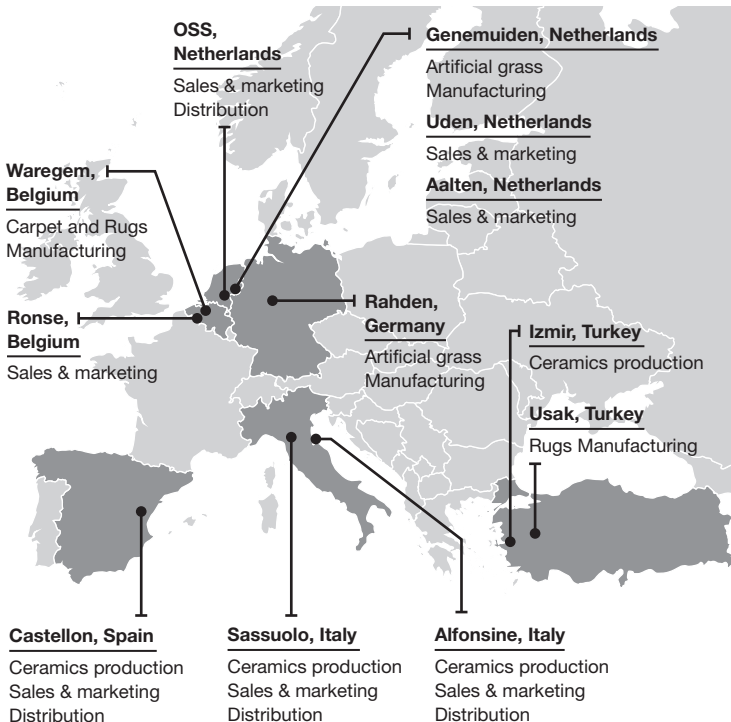 OSS,
Netherlands
Sales & marketing
Distribution
Genemuiden, Netherlands
Artificial grass
Manufacturing
Uden, Netherlands
Sales & marketing
Aalten, Netherlands
Sales & marketing
Waregem,
Belgium
Carpet and Rugs
Manufacturing
Ronse,
Belgium
Sales & marketing
Rahden,
Germany
Artificial grass
Manufacturing
Izmir, Turkey
Ceramics production
Usak, Turkey
Rugs Manufacturing
Castellon, Spain
Ceramics production
Sales & marketing
Distribution
Sassuolo, Italy
Ceramics production
Sales & marketing
Distribution
Alfonsine, Italy
Ceramics production
Sales & marketing
Distribution